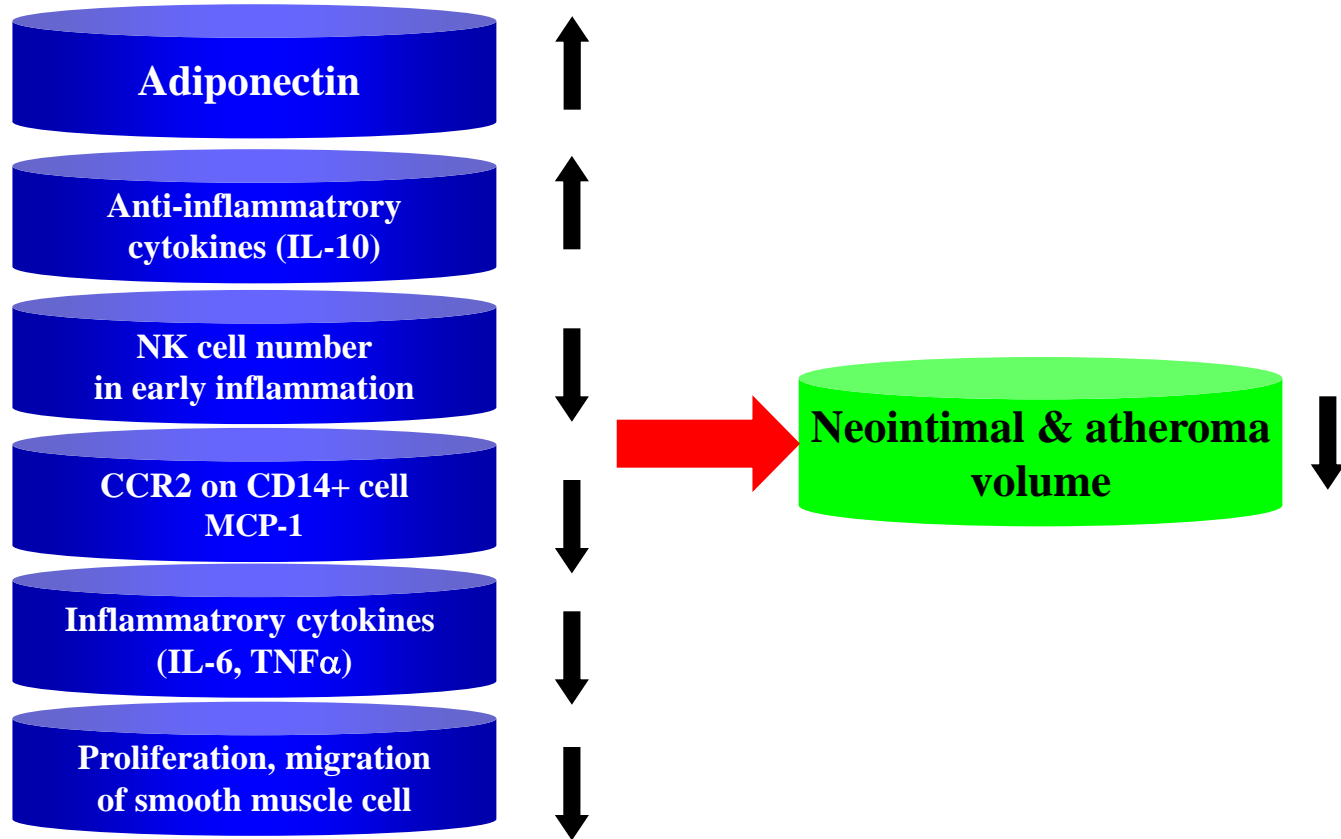 Adiponectin
Anti-inflammatrory
cytokines (IL-10)
NK cell number
in early inflammation
CCR2 on CD14+ cell
MCP-1
Inflammatrory cytokines
(IL-6, TNFα)
Proliferation, migration
of smooth muscle cell
Neointimal & atheroma
volume